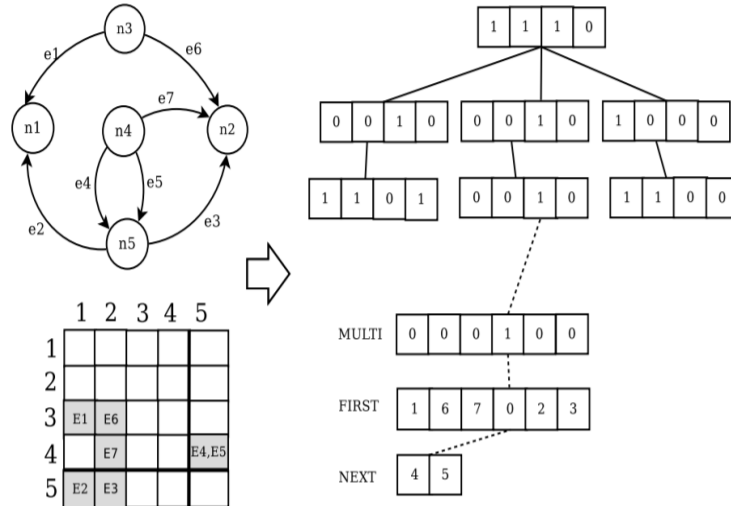 n3
e1
e6
e7
n1
n4
n2
e4
e5
e2
e3
n5
1 2 3 4 5
1
2
3 E1 E6
4 E7 E4,E5
5 E2 E3
1 1 1 0
0 0 1 0
0 0 1 0
1 0 0 0
1 1 0 1
0 0 1 0
1 1 0 0
MULTI 0 0 0 1 0 0
FIRST 1 6 7 0 2 3
NEXT 4 5